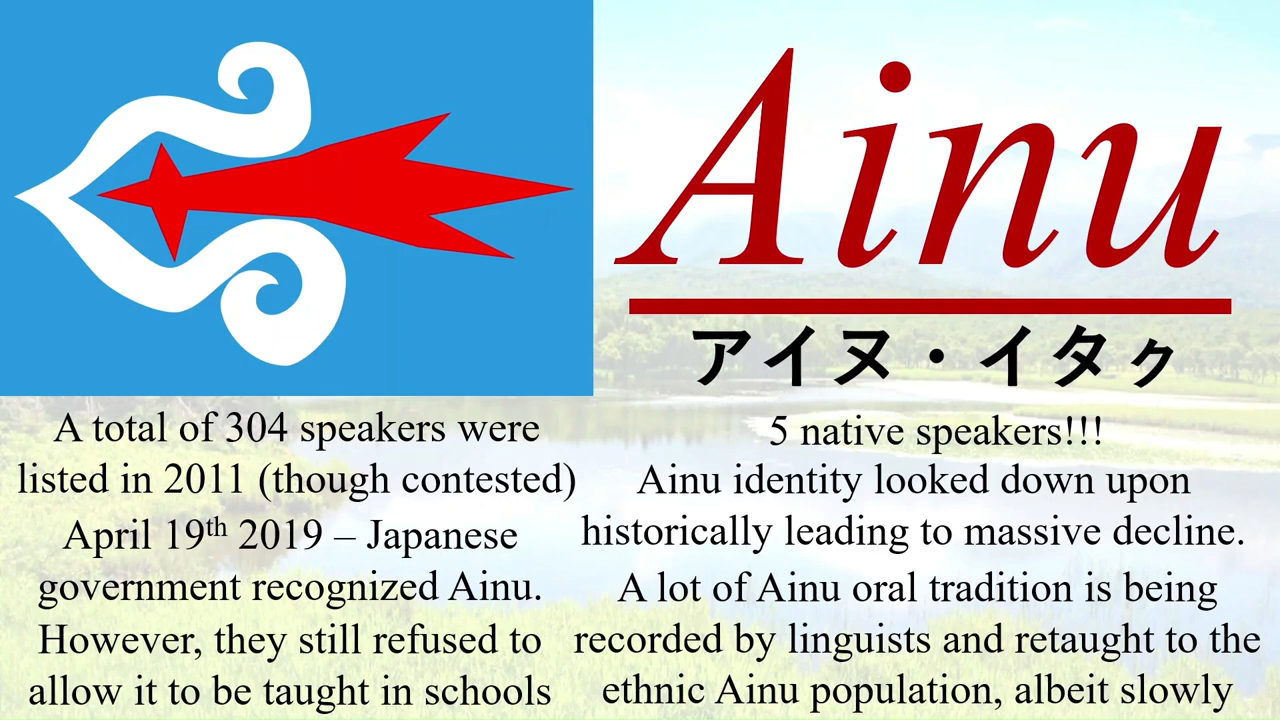 Ainu
アイヌ・イタㇰ
A total of 304 speakers were
listed in 2011 (though contested)
April 19th 2019 – Japanese
government recognized Ainu.
However, they still refused to
allow it to be taught in schools
5 native speakers!!!
Ainu identity looked down upon
historically leading to massive decline.
A lot of Ainu oral tradition is being
recorded by linguists and retaught to the
ethnic Ainu population, albeit slowly